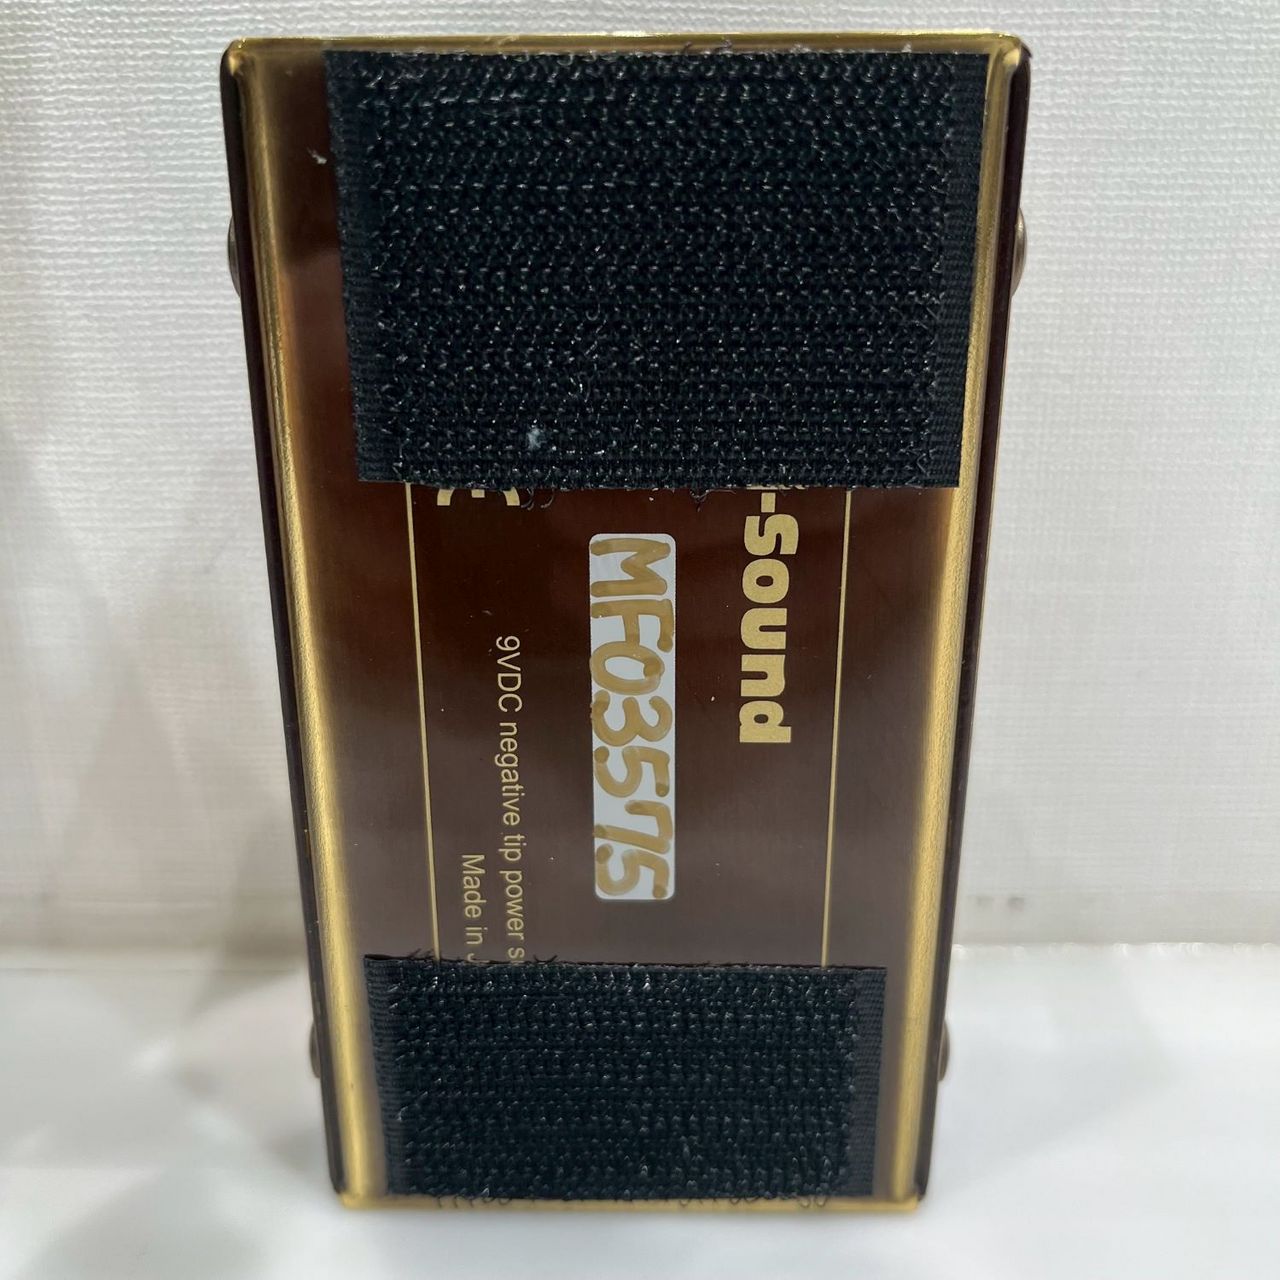 -sound
MF03575
9VDC negative tip power s
Made in